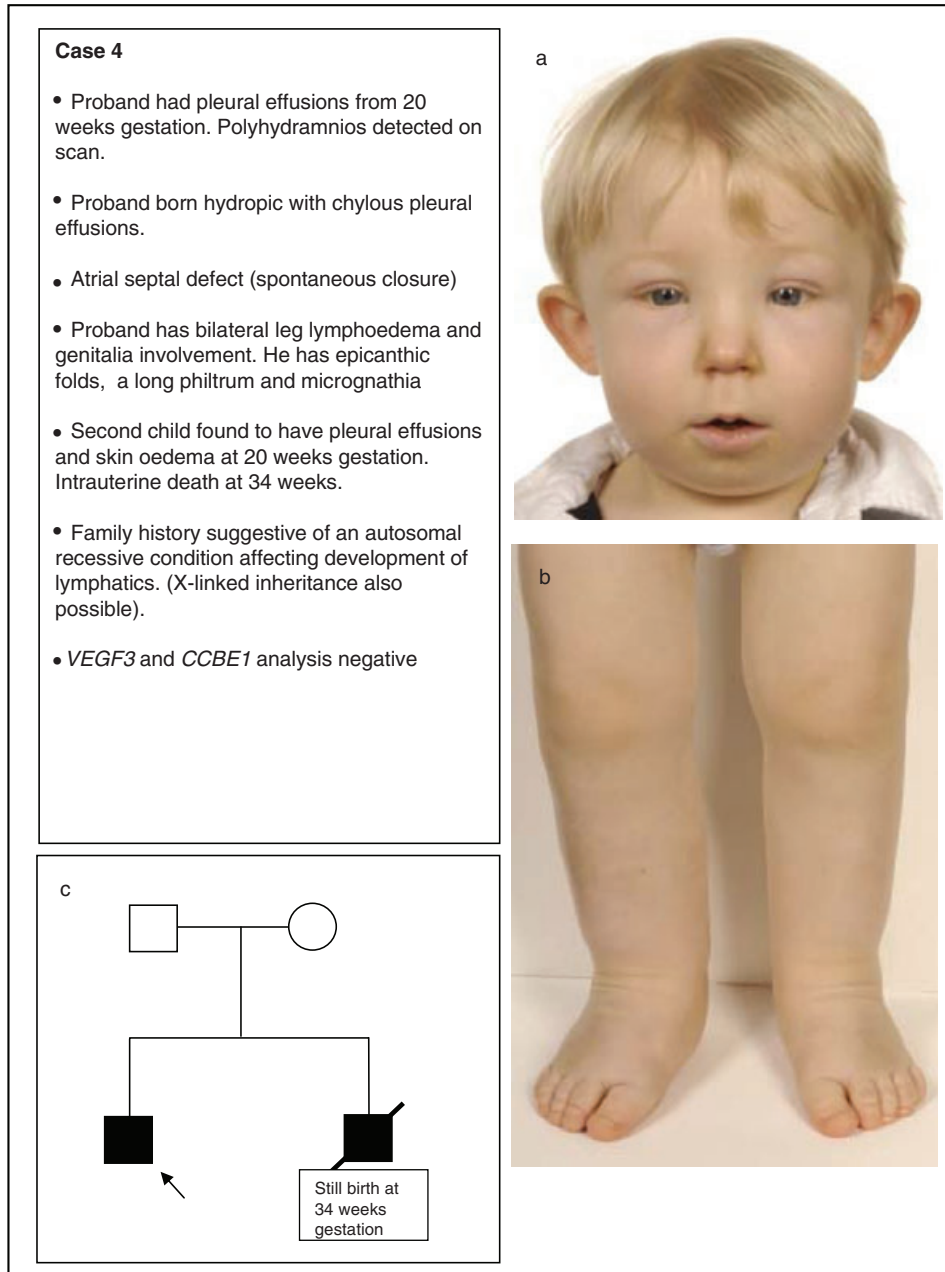 Case 4
• Proband had pleural effusions from 20
weeks gestation. Polyhydramnios detected on
scan.
• Proband born hydropic with chylous pleural
effusions.
• Atrial septal defect (spontaneous closure)
• Proband has bilateral leg lymphoedema and
genitalia involvement. He has epicanthic
folds, a long philtrum and micrognathia
• Second child found to have pleural effusions
and skin oedema at 20 weeks gestation.
Intrauterine death at 34 weeks.
• Family history suggestive of an autosomal
recessive condition affecting development of
lymphatics. (X-linked inheritance also
possible).
• VEGF3 and CCBE1 analysis negative
a
b
c
Still birth at
34 weeks
gestation